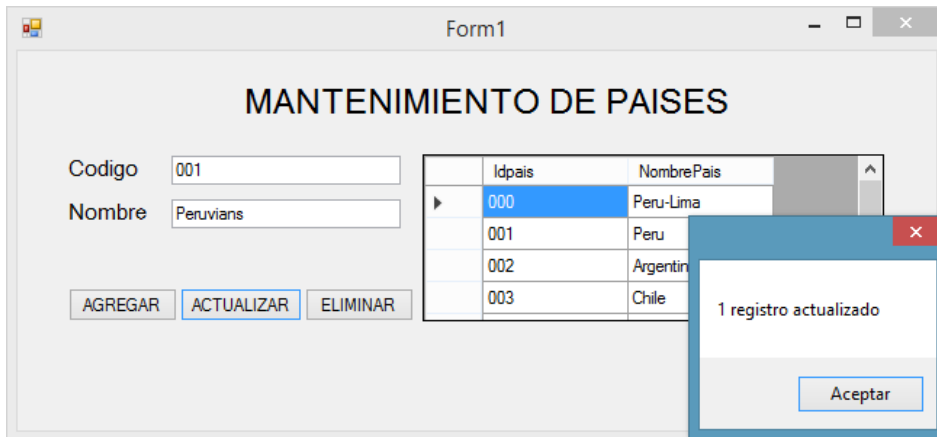 Form1
MANTENIMIENTO DE PAISES
Codigo 001
Nombre Peruvians
AGREGAR ACTUALIZAR ELIMINAR
Idpais NombrePais
000 Peru-Lima
001 Peru
002 Argentin
003 Chile
1 registro actualizado
Aceptar